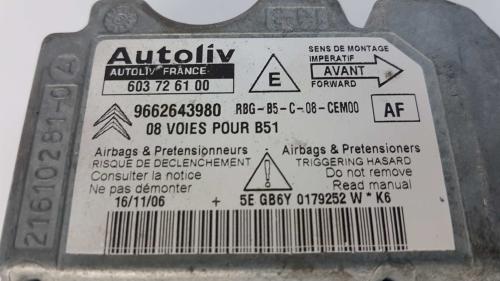 Autoliv
AUTOLIV FRANCE
603 72 61 00
E
SENS DE MONTAGE
IMPERATIF
AVANT
FORWARD
9662643980
R8G-B5-C-08-CEM00
AF
08 VOIES POUR B51
Airbags & Pretensionneurs
RISQUE DE DECLENCHEMENT
Consulter la notice
Ne pas démonter
16/11/06
Airbags & Pretensioners
TRIGGERING HASARD
Do not remove
Read manual
+ 5E GB6Y 0179252 W * K6
21610281-0 A